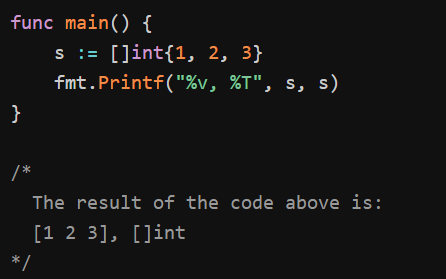 func main() {
    s := []int{1, 2, 3}
    fmt.Printf("%v, %T", s, s)
}
/*
  The result of the code above is:
  [1 2 3], []int
*/